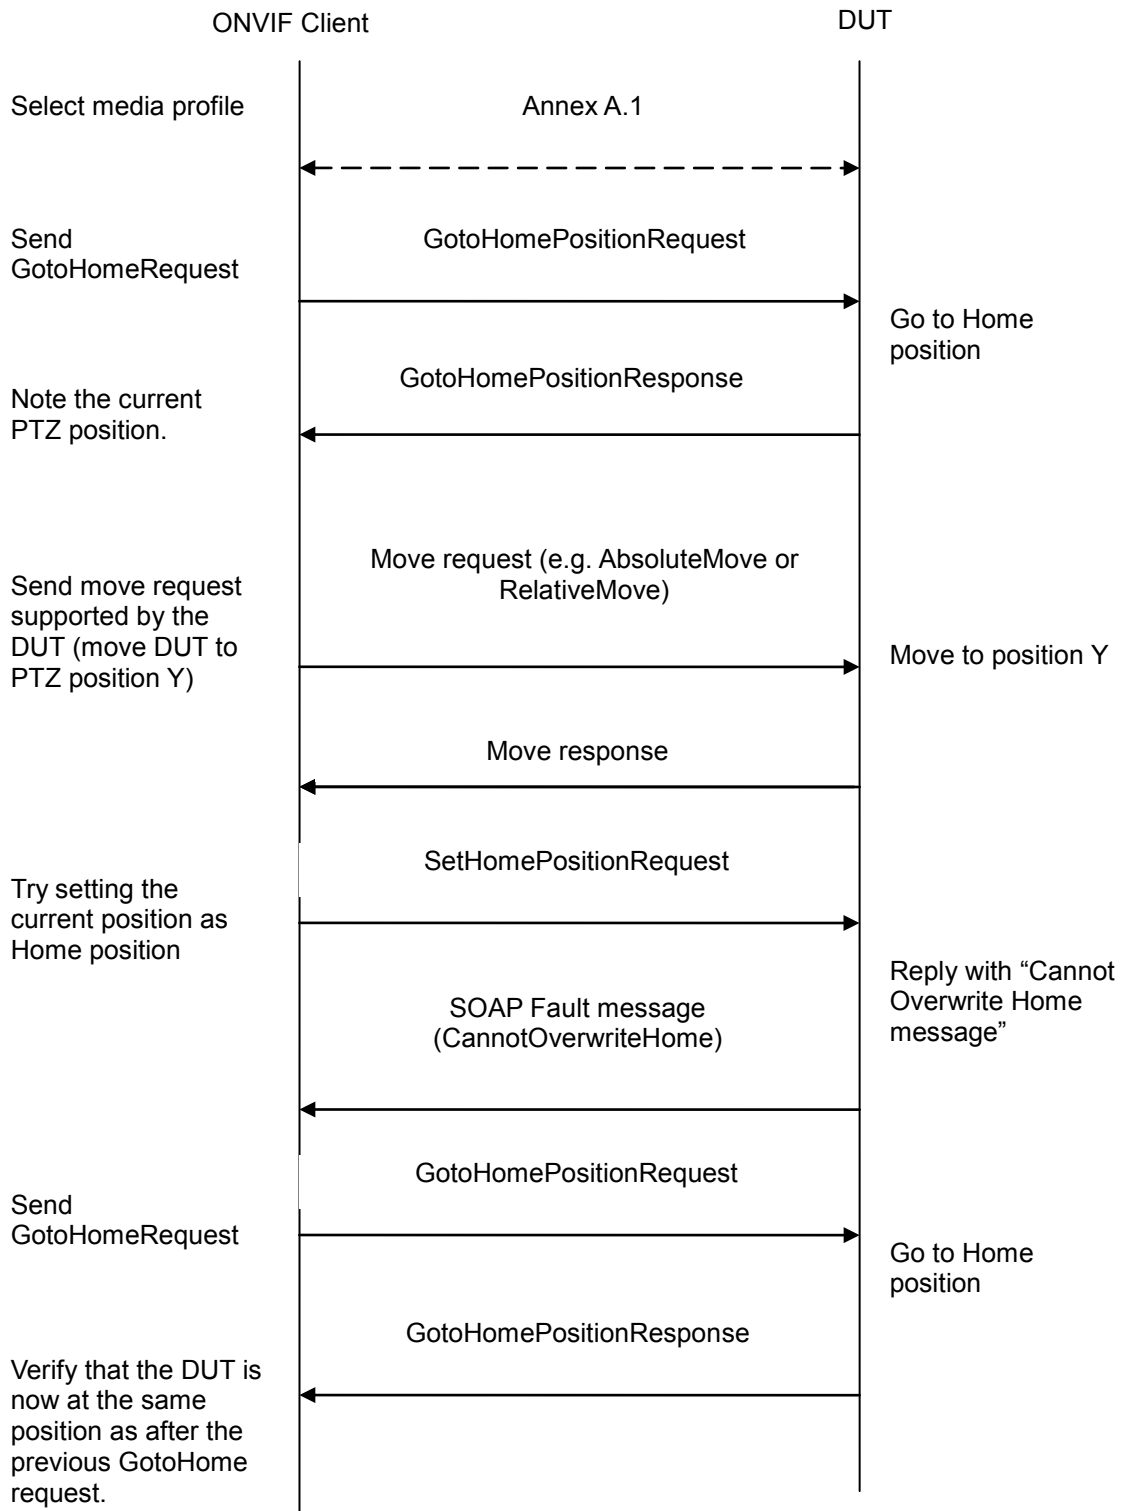 ONVIF Client
DUT
Select media profile
Annex A.1
Send
GotoHomeRequest
GotoHomePositionRequest
Go to Home
position
GotoHomePositionResponse
Note the current
PTZ position.
Move request (e.g. AbsoluteMove or
RelativeMove)
Send move request
supported by the
DUT (move DUT to
PTZ position Y)
Move to position Y
Move response
SetHomePositionRequest
Try setting the
current position as
Home position
Reply with “Cannot
Overwrite Home
message”
SOAP Fault message
(CannotOverwriteHome)
GotoHomePositionRequest
Send
GotoHomeRequest
Go to Home
position
GotoHomePositionResponse
Verify that the DUT is
now at the same
position as after the
previous GotoHome
request.